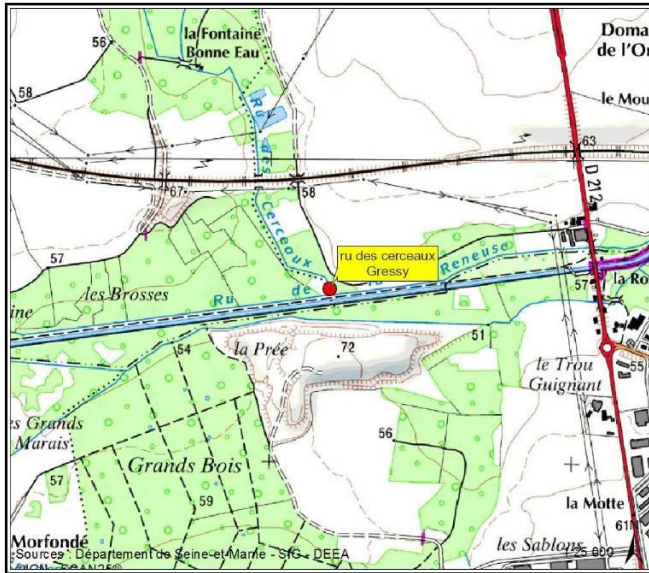 56
la Fontaine
Bonne Eau
Doma
de l'Or
58
le Mou
Ru des Cerceaux
63
D 212
67
58
ru des cerceaux
Gressy
57
les Brosses
Ru de la Reneuse
57
la Ro
ine
54
la Prée
72
51
le Trou
Guignant
55
es Grands
Marais
56
57
Grands Bois
59
la Motte
61
Morfondé
les Sablons
Sources : Département de Seine-et-Marne - SIG - DEEA